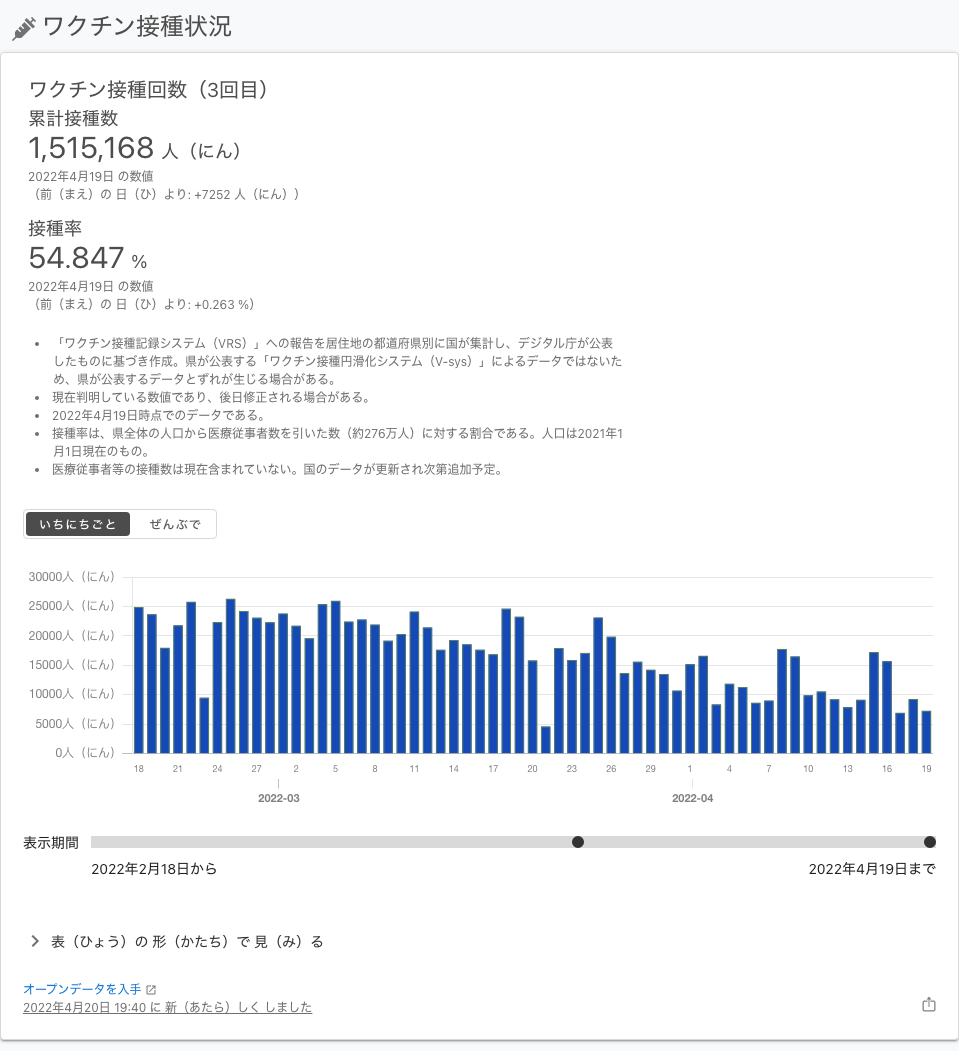 ワクチン接種状況
ワクチン接種回数（3回目）
累計接種数
1,515,168 人（にん）
2022年4月19日 の数値
（前（まえ）の 日（ひ）より: +7252 人（にん））
接種率
54.847 %
2022年4月19日 の数値
（前（まえ）の 日（ひ）より: +0.263 %）
• 「ワクチン接種記録システム（VRS）」への報告を居住地の都道府県別に国が集計し、デジタル庁が公表
したものに基づき作成。県が公表する「ワクチン接種円滑化システム（V-sys）」によるデータではないた
め、県が公表するデータとずれが生じる場合がある。
• 現在判明している数値であり、後日修正される場合がある。
• 2022年4月19日時点でのデータである。
• 接種率は、県全体の人口から医療従事者数を引いた数（約276万人）に対する割合である。人口は2021年1
月1日現在のもの。
• 医療従事者等の接種数は現在含まれていない。国のデータが更新され次第追加予定。
いちにちごと ぜんぶで
30000人（にん）
25000人（にん）
20000人（にん）
15000人（にん）
10000人（にん）
5000人（にん）
0人（にん）
18 21 24 27 2 5 8 11 14 17 20 23 26 29 1 4 7 10 13 16 19
2022-03 2022-04
表示期間
2022年2月18日から 2022年4月19日まで
表（ひょう）の 形（かたち）で 見（み）る
オープンデータを入手
2022年4月20日 19:40 に 新（あたら）しく しました